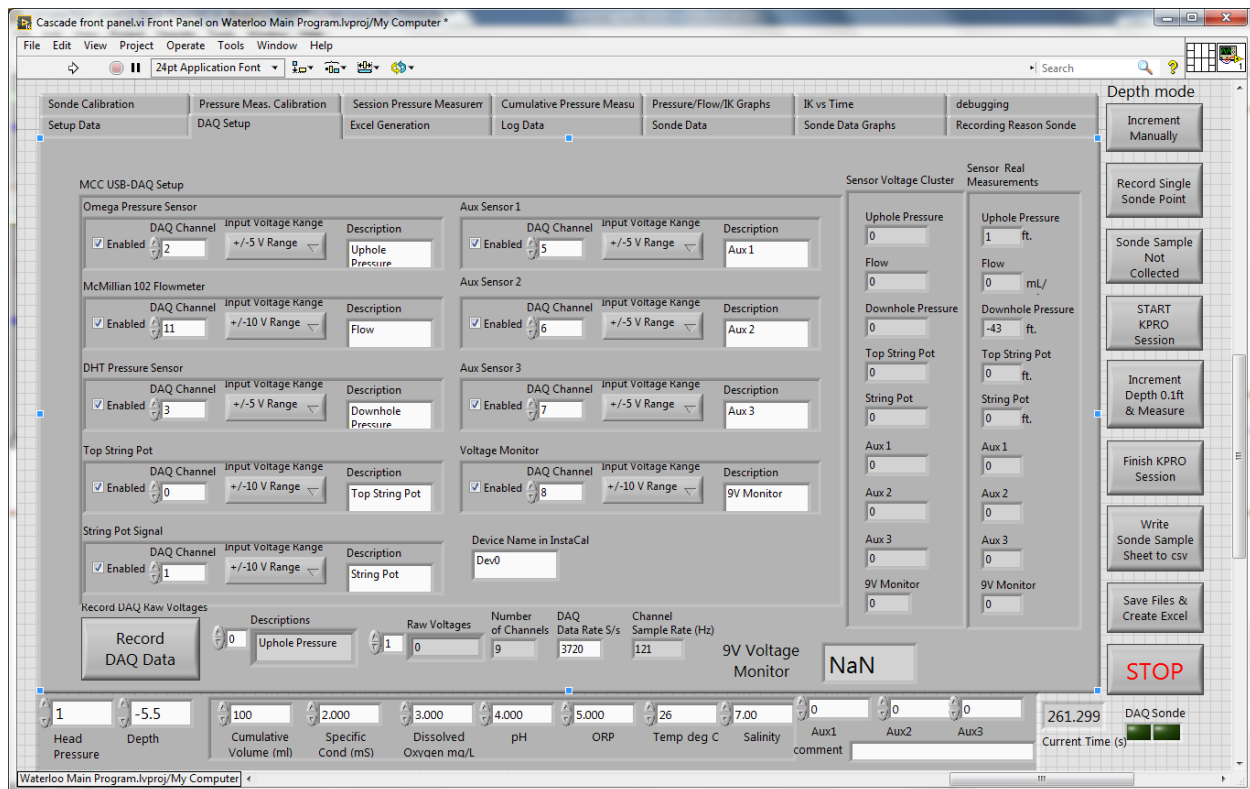 Cascade front panel.vi Front Panel on Waterloo Main Program.lvproj/My Computer *
File Edit View Project Operate Tools Window Help
24pt Application Font
Search
1
Sonde Calibration
Pressure Meas. Calibration
Session Pressure Measurem
Cumulative Pressure Measu
Pressure/Flow/IK Graphs
IK vs Time
debugging
Setup Data
DAQ Setup
Excel Generation
Log Data
Sonde Data
Sonde Data Graphs
Recording Reason Sonde
MCC USB-DAQ Setup
Omega Pressure Sensor
DAQ Channel
Input Voltage Range
Description
Enabled
2
+/-5 V Range
Uphole
Pressure
McMillian 102 Flowmeter
DAQ Channel
Input Voltage Range
Description
Enabled
11
+/-10 V Range
Flow
DHT Pressure Sensor
DAQ Channel
Input Voltage Range
Description
Enabled
3
+/-5 V Range
Downhole
Pressure
Top String Pot
DAQ Channel
Input Voltage Range
Description
Enabled
0
+/-10 V Range
Top String Pot
String Pot Signal
DAQ Channel
Input Voltage Range
Description
Enabled
1
+/-10 V Range
String Pot
Aux Sensor 1
DAQ Channel
Input Voltage Range
Description
Enabled
5
+/-5 V Range
Aux 1
Aux Sensor 2
DAQ Channel
Input Voltage Range
Description
Enabled
6
+/-5 V Range
Aux 2
Aux Sensor 3
DAQ Channel
Input Voltage Range
Description
Enabled
7
+/-5 V Range
Aux 3
Voltage Monitor
DAQ Channel
Input Voltage Range
Description
Enabled
8
+/-10 V Range
9V Monitor
Device Name in InstaCal
Dev0
Sensor Voltage Cluster
Uphole Pressure
0
Flow
0
Downhole Pressure
0
Top String Pot
0
String Pot
0
Aux 1
0
Aux 2
0
Aux 3
0
9V Monitor
0
Sensor Real
Measurements
Uphole Pressure
1 ft.
Flow
0 mL/
Downhole Pressure
-43 ft.
Top String Pot
0 ft.
String Pot
0 ft.
Aux 1
0
Aux 2
0
Aux 3
0
9V Monitor
0
Record DAQ Raw Voltages
Record
DAQ Data
Descriptions
0
Uphole Pressure
Raw Voltages
1
0
Number
of Channels
9
DAQ
Data Rate S/s
3720
Channel
Sample Rate (Hz)
121
9V Voltage
Monitor
NaN
Depth mode
Increment
Manually
Record Single
Sonde Point
Sonde Sample
Not
Collected
START
KPRO
Session
Increment
Depth 0.1ft
& Measure
Finish KPRO
Session
Write
Sonde Sample
Sheet to csv
Save Files &
Create Excel
STOP
DAQ Sonde
1
Head
Pressure
-5.5
Depth
100
Cumulative
Volume (ml)
2.000
Specific
Cond (mS)
3.000
Dissolved
Oxygen mg/L
4.000
pH
5.000
ORP
26
Temp deg C
7.00
Salinity
0
Aux1
0
Aux2
0
Aux3
comment
261.299
Current Time (s)
Waterloo Main Program.lvproj/My Computer